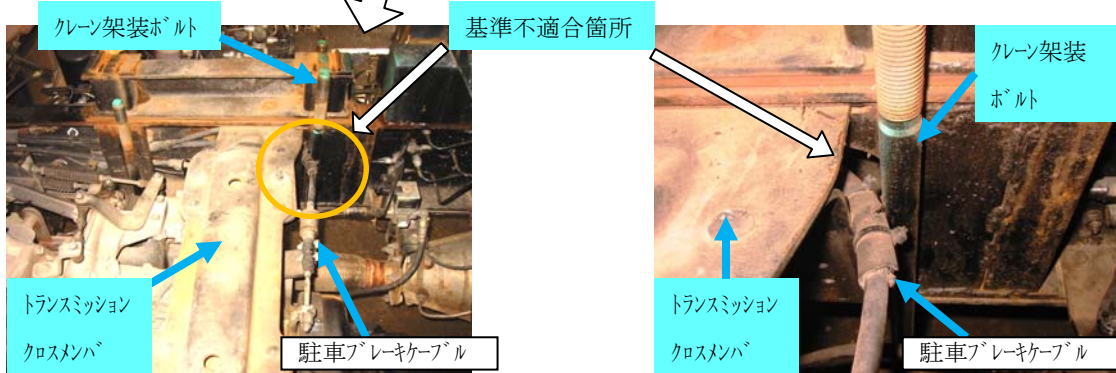 クレーン架装ボルト
基準不適合箇所
クレーン架装
ボルト
トランスミッション
クロスメンバ
駐車ブレーキケーブル
トランスミッション
クロスメンバ
駐車ブレーキケーブル